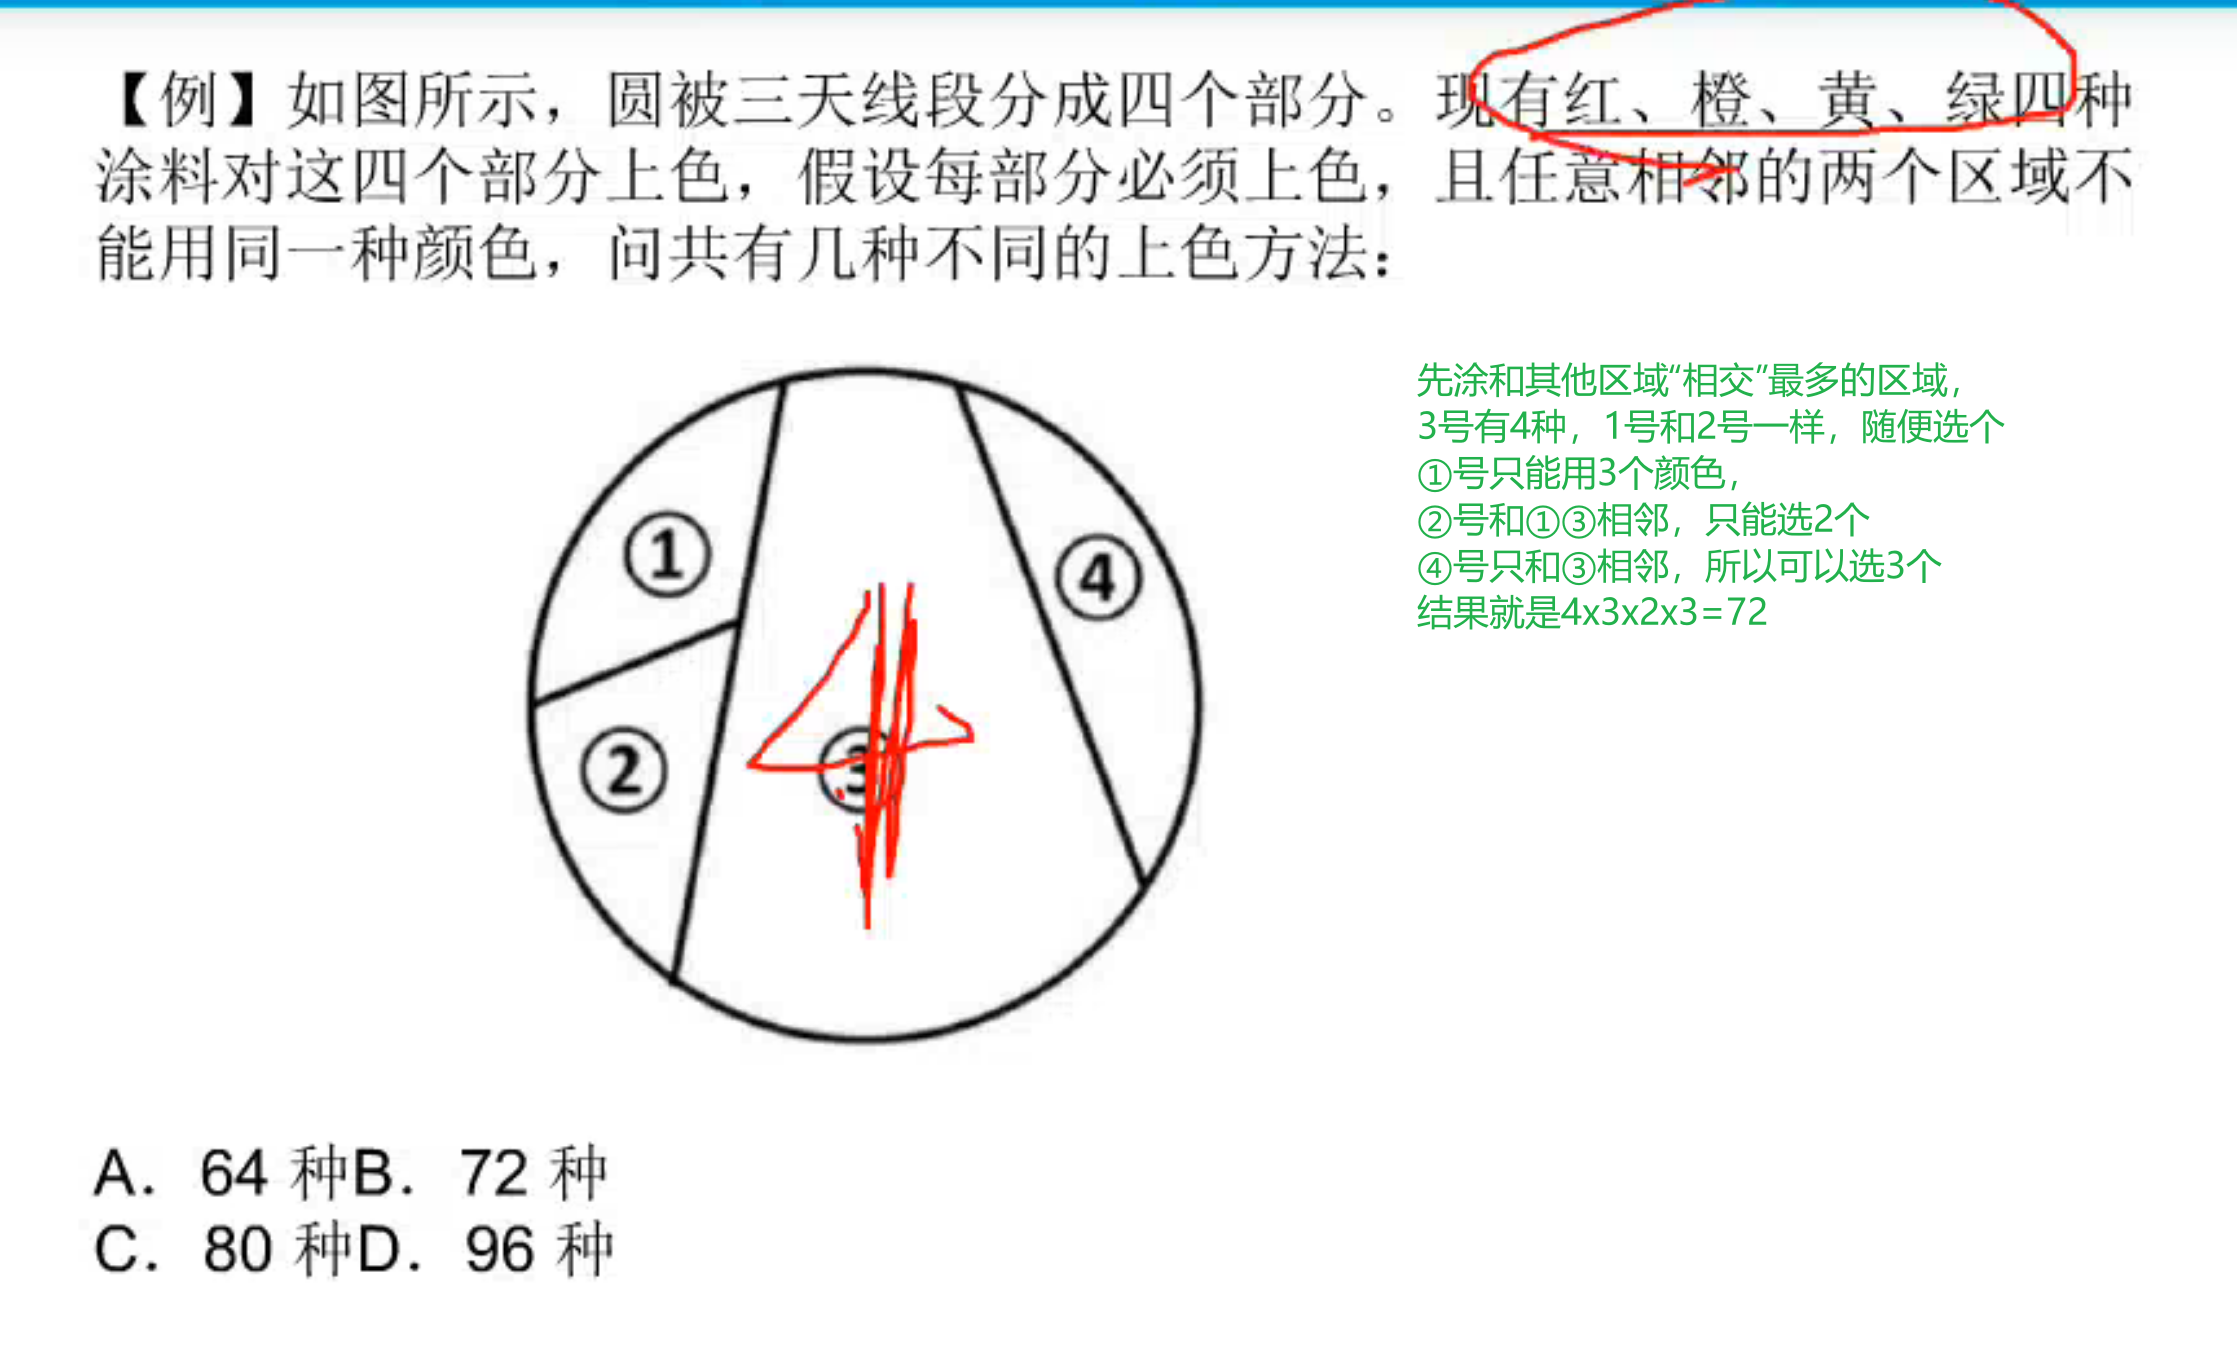 【例】如图所示，圆被三天线段分成四个部分。现有红、橙、黄、绿四种
涂料对这四个部分上色，假设每部分必须上色，且任意相邻的两个区域不
能用同一种颜色，问共有几种不同的上色方法：
先涂和其他区域“相交”最多的区域，
3号有4种，1号和2号一样，随便选个
①号只能用3个颜色，
②号和①③相邻，只能选2个
④号只和③相邻，所以可以选3个
结果就是4x3x2x3=72
①
④
②
③
4
A. 64 种B. 72 种
C. 80 种D. 96 种